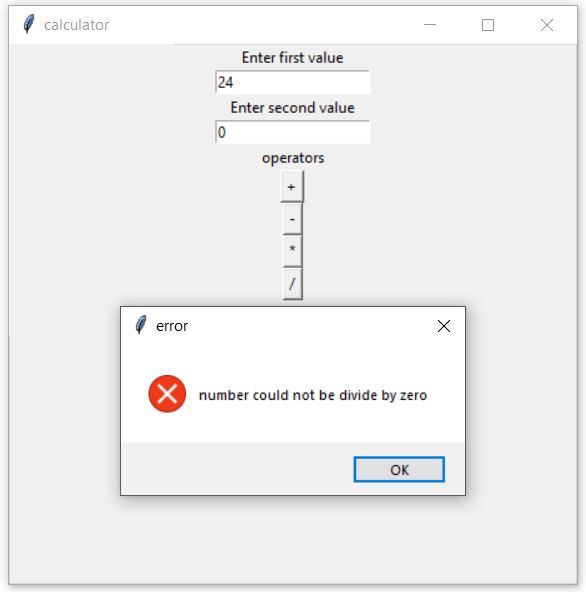 calculator
Enter first value
24
Enter second value
0
operators
+
-
*
/
error
number could not be divide by zero
OK